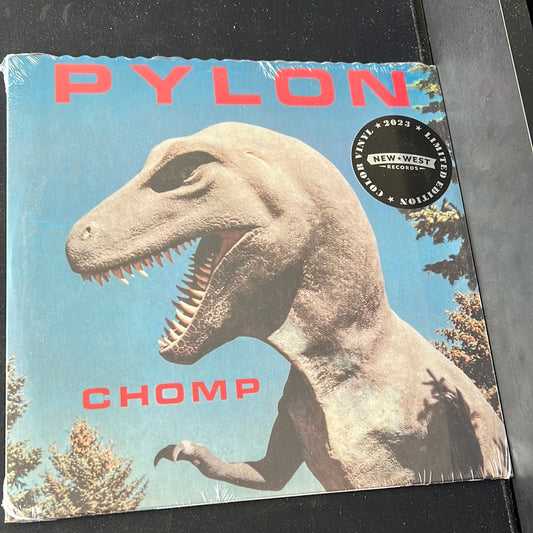 PYLON
COLOR VINYL ★ 2023 ★ LIMITED EDITION ★
NEW ★ WEST
RECORDS
CHOMP